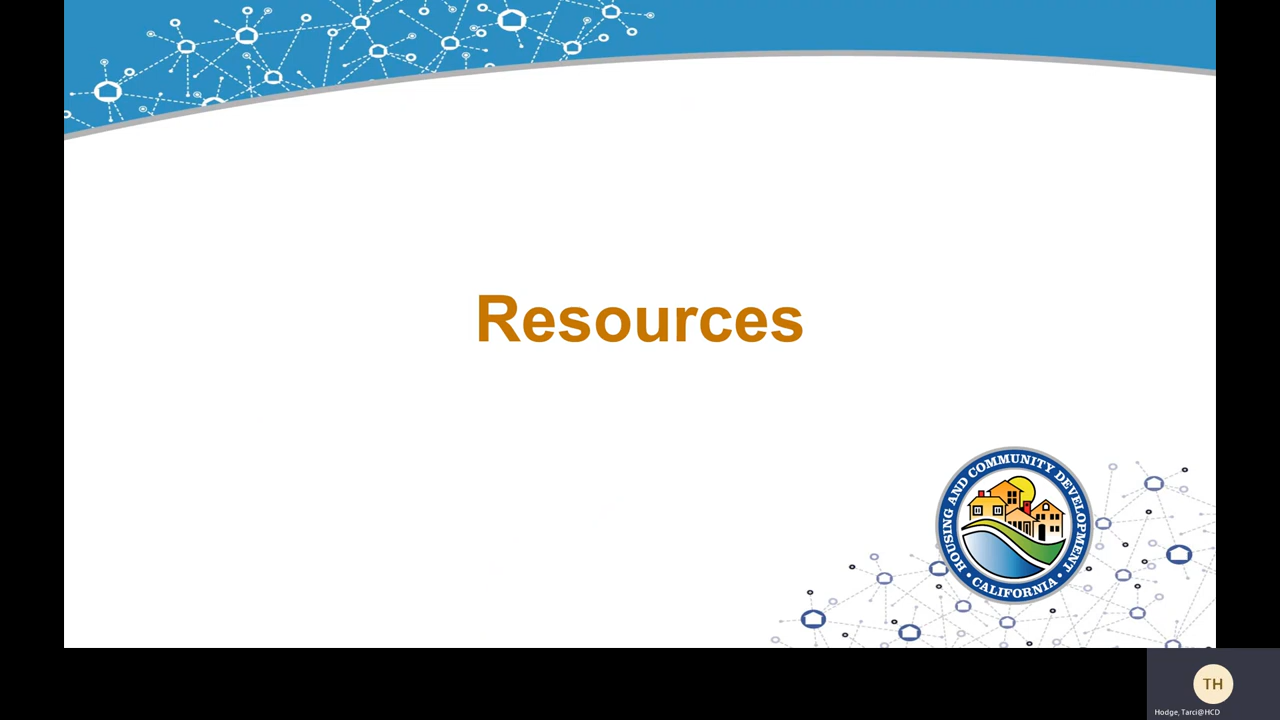 Resources
HOUSING AND COMMUNITY DEVELOPMENT
• CALIFORNIA •
TH
Hodge, Tarci@HCD